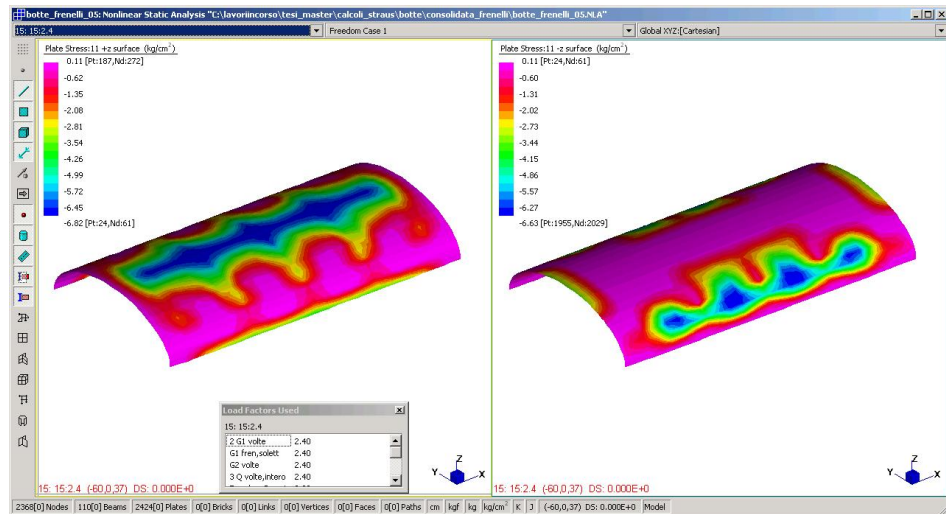 botte_frenelli_05: Nonlinear Static Analysis "C:\lavoriincorso\tesi_master\calcoli_straus\botte\consolidata_frenelli\botte_frenelli_05.NLA"
15: 15:2.4
Freedom Case 1
Global XYZ:[Cartesian]
Plate Stress:11 +z surface (kg/cm²)
0.11 [Pt:187,Nd:272]
-0.62
-1.35
-2.08
-2.81
-3.54
-4.26
-4.99
-5.72
-6.45
-6.82 [Pt:24,Nd:61]
Plate Stress:11 -z surface (kg/cm²)
0.11 [Pt:24,Nd:61]
-0.60
-1.31
-2.02
-2.73
-3.44
-4.15
-4.86
-5.57
-6.27
-6.63 [Pt:1955,Nd:2029]
Load Factors Used
15: 15:2.4
2 G1 volte 2.40
G1 fren,solett 2.40
G2 volte 2.40
3 Q volte,intero 2.40
Z
Y
X
Z
Y
X
15: 15:2.4 (-60,0,37) DS: 0.000E+0
15: 15:2.4 (-60,0,37) DS: 0.000E+0
2368[0] Nodes 110[0] Beams 2424[0] Plates 0[0] Bricks 0[0] Links 0[0] Vertices 0[0] Faces 0[0] Paths cm kgf kg kg/cm² K J (-60,0,37) DS: 0.000E+0 Model